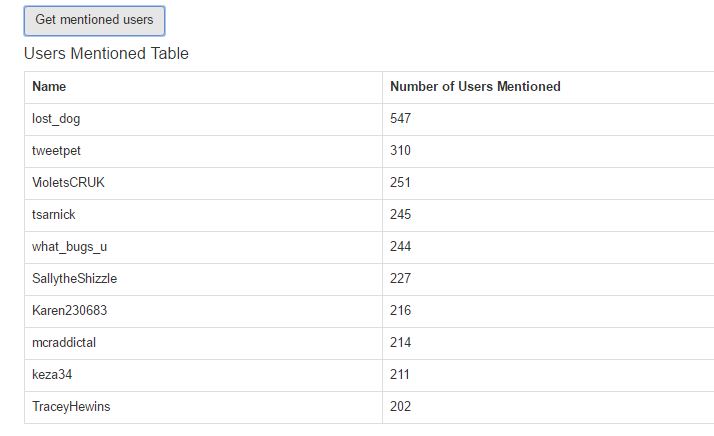 Get mentioned users
Users Mentioned Table
Name Number of Users Mentioned
lost_dog 547
tweetpet 310
VioletsCRUK 251
tsarnick 245
what_bugs_u 244
SallytheShizzle 227
Karen230683 216
mcraddictal 214
keza34 211
TraceyHewins 202